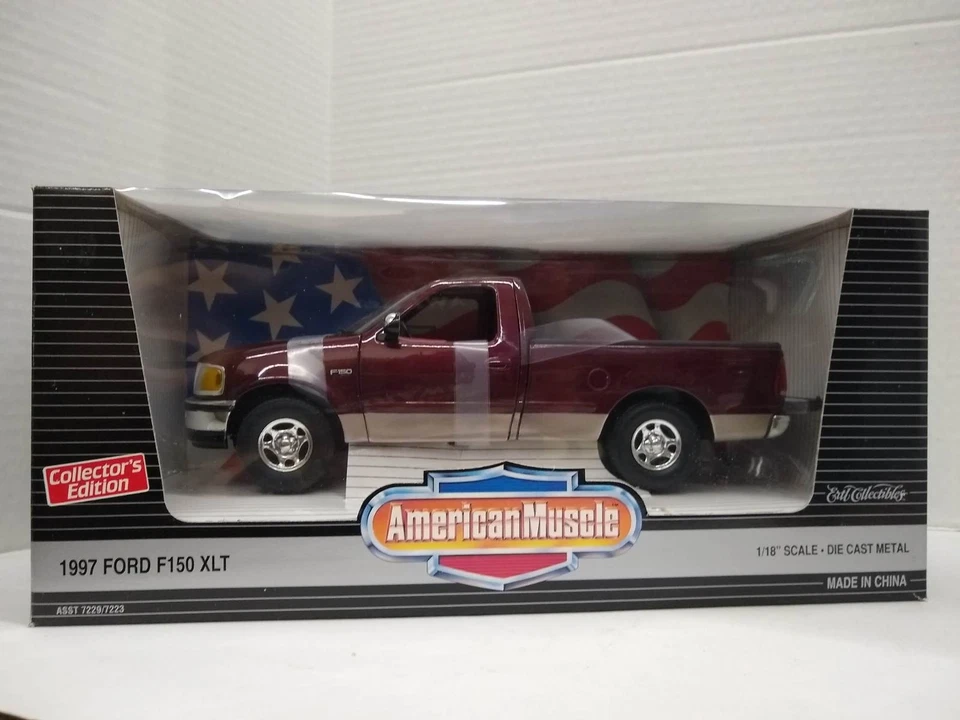 F-150
Collector's
Edition
AmericanMuscle
Ertl Collectibles
1997 FORD F150 XLT
1/18" SCALE • DIE CAST METAL
MADE IN CHINA
ASST 7229/7223